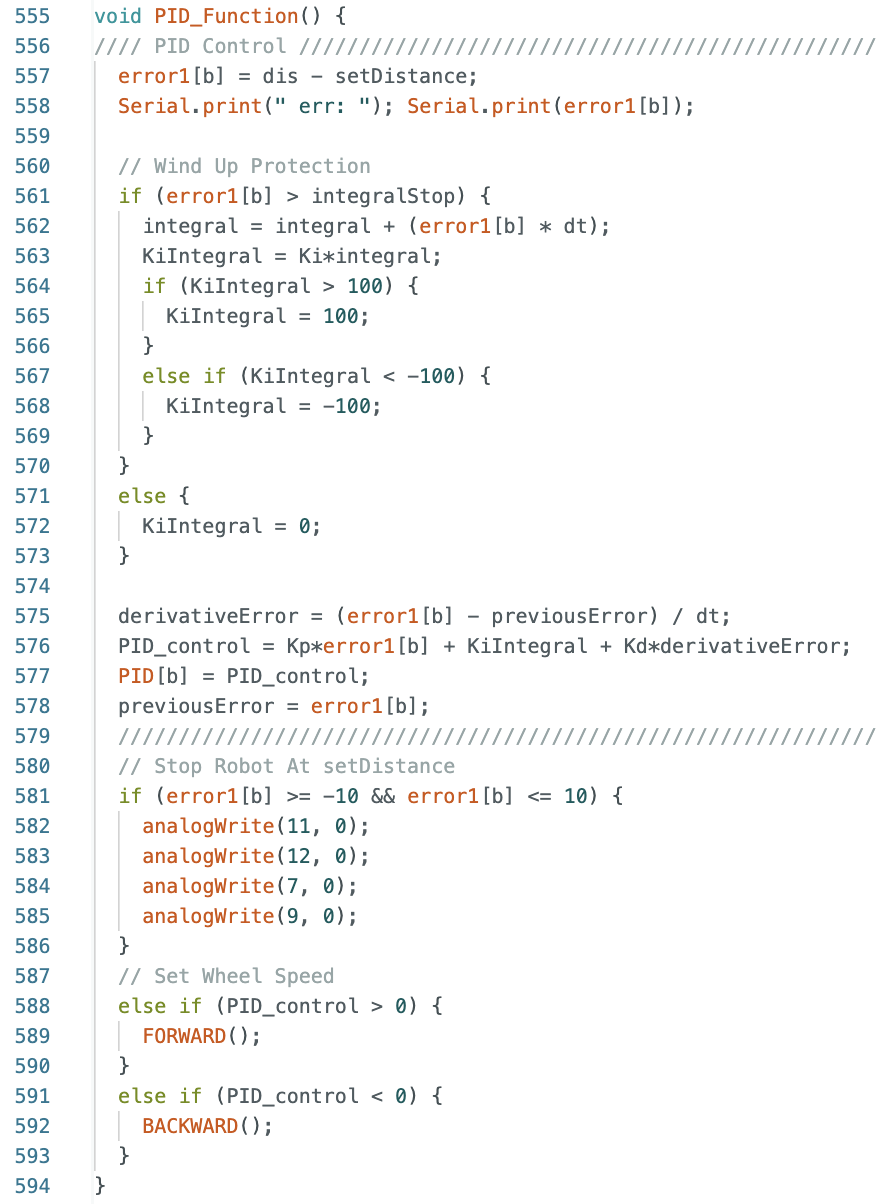 555 void PID_Function() {
556 //// PID Control ////////////////////////////////////////////////
557 error1[b] = dis - setDistance;
558 Serial.print(" err: "); Serial.print(error1[b]);
559
560 // Wind Up Protection
561 if (error1[b] > integralStop) {
562 integral = integral + (error1[b] * dt);
563 KiIntegral = Ki*integral;
564 if (KiIntegral > 100) {
565 KiIntegral = 100;
566 }
567 else if (KiIntegral < -100) {
568 KiIntegral = -100;
569 }
570 }
571 else {
572 KiIntegral = 0;
573 }
574
575 derivativeError = (error1[b] - previousError) / dt;
576 PID_control = Kp*error1[b] + KiIntegral + Kd*derivativeError;
577 PID[b] = PID_control;
578 previousError = error1[b];
579 ///////////////////////////////////////////////////////////////
580 // Stop Robot At setDistance
581 if (error1[b] >= -10 && error1[b] <= 10) {
582 analogWrite(11, 0);
583 analogWrite(12, 0);
584 analogWrite(7, 0);
585 analogWrite(9, 0);
586 }
587 // Set Wheel Speed
588 else if (PID_control > 0) {
589 FORWARD();
590 }
591 else if (PID_control < 0) {
592 BACKWARD();
593 }
594 }